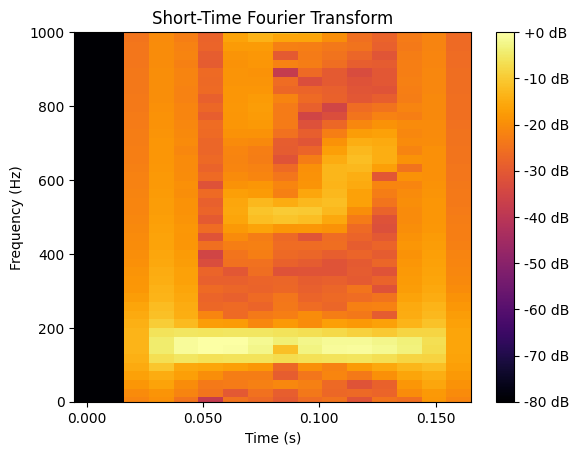 Short-Time Fourier Transform
1000
800
600
400
200
0
Frequency (Hz)
0.000
0.050
0.100
0.150
Time (s)
+0 dB
-10 dB
-20 dB
-30 dB
-40 dB
-50 dB
-60 dB
-70 dB
-80 dB